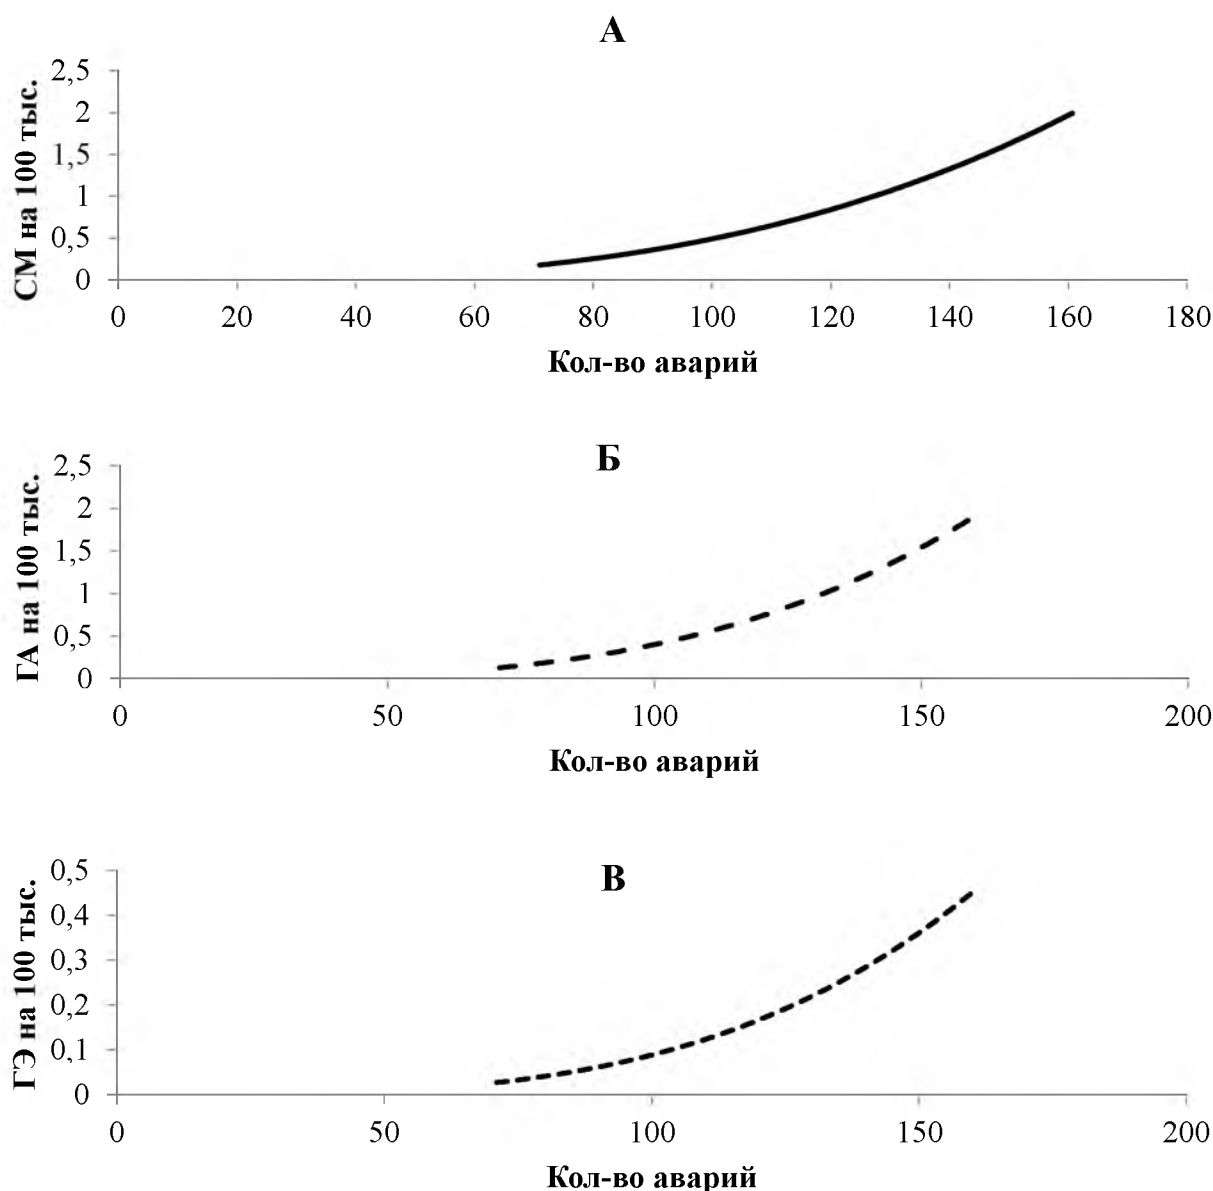 А
СМ на 100 тыс.
2,5
2
1,5
1
0,5
0
0 20 40 60 80 100 120 140 160 180
Кол-во аварий
Б
ГА на 100 тыс.
2,5
2
1,5
1
0,5
0
0 50 100 150 200
Кол-во аварий
В
ГЭ на 100 тыс.
0,5
0,4
0,3
0,2
0,1
0
0 50 100 150 200
Кол-во аварий